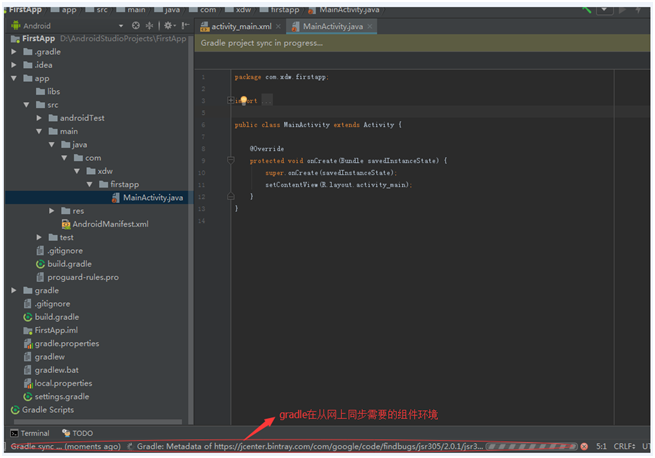 FirstApp
app
src
main
java
com
xdw
firstapp
MainActivity.java
Android
activity_main.xml
MainActivity.java
FirstApp D:\AndroidStudioProjects\FirstApp
Gradle project sync in progress...
.gradle
.idea
app
libs
src
androidTest
main
java
com
xdw
firstapp
MainActivity.java
res
AndroidManifest.xml
test
.gitignore
build.gradle
proguard-rules.pro
gradle
.gitignore
build.gradle
FirstApp.iml
gradle.properties
gradlew
gradlew.bat
local.properties
settings.gradle
Gradle Scripts
1 package com.xdw.firstapp;
2
3 import ...
5
6 public class MainActivity extends Activity {
7
8 @Override
9 protected void onCreate(Bundle savedInstanceState) {
10 super.onCreate(savedInstanceState);
11 setContentView(R.layout.activity_main);
12 }
13 }
14
gradle在从网上同步需要的组件环境
Terminal
TODO
Gradle sync ... (moments ago)
Gradle: Metadata of https://jcenter.bintray.com/com/google/code/findbugs/jsr305/2.0.1/jsr3...
5:1
CRLF÷
UT